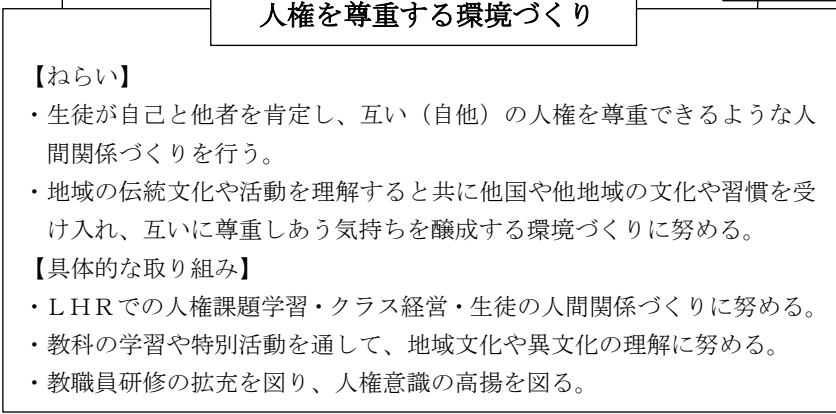 人権を尊重する環境づくり
【ねらい】
・生徒が自己と他者を肯定し、互い（自他）の人権を尊重できるような人
間関係づくりを行う。
・地域の伝統文化や活動を理解すると共に他国や他地域の文化や習慣を受
け入れ、互いに尊重しあう気持ちを醸成する環境づくりに努める。
【具体的な取り組み】
・ＬＨＲでの人権課題学習・クラス経営・生徒の人間関係づくりに努める。
・教科の学習や特別活動を通して、地域文化や異文化の理解に努める。
・教職員研修の拡充を図り、人権意識の高揚を図る。